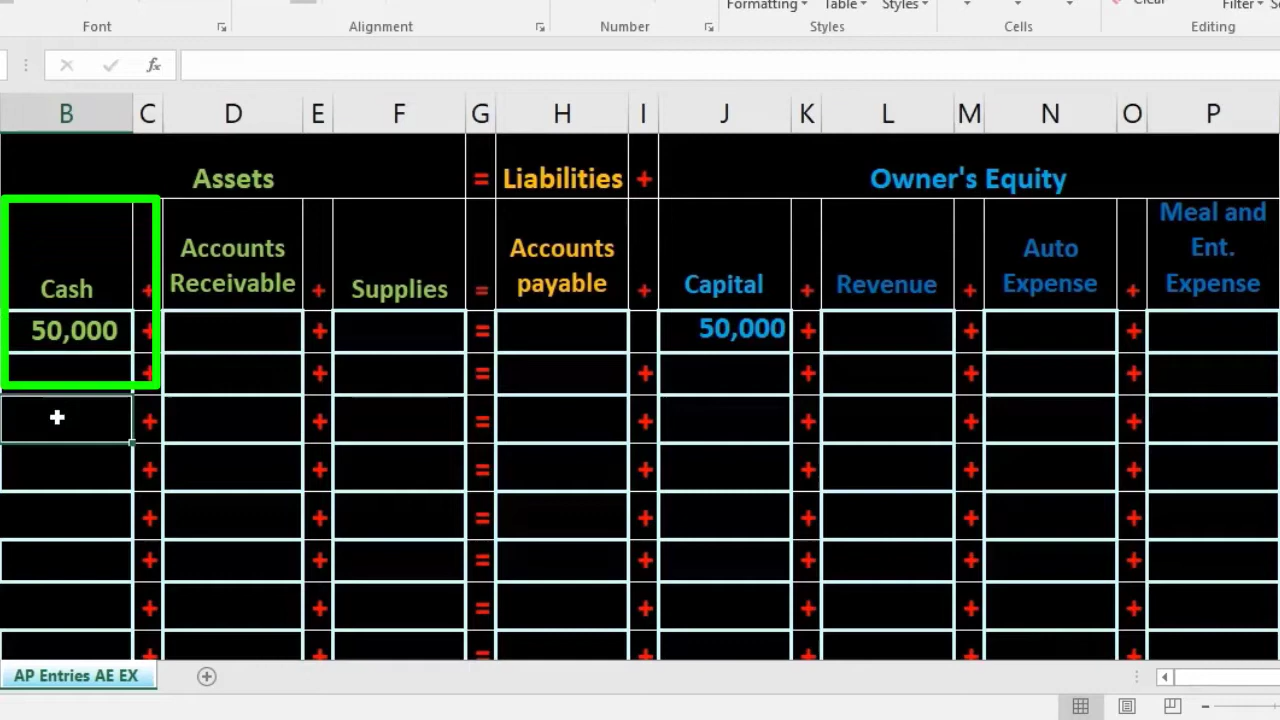 Formatting Table Styles Clear Filter
Font Alignment Number Styles Cells Editing
fx
B C D E F G H I J K L M N O P
Assets = Liabilities + Owner's Equity
Meal and
Accounts Accounts Auto Ent.
Cash + Receivable + Supplies = payable + Capital + Revenue + Expense + Expense
50,000 + + = 50,000 + + +
+ + = + + + +
+ + = + + + +
+ + = + + + +
+ + = + + + +
+ + = + + + +
+ + = + + + +
+ + = + + + +
AP Entries AE EX